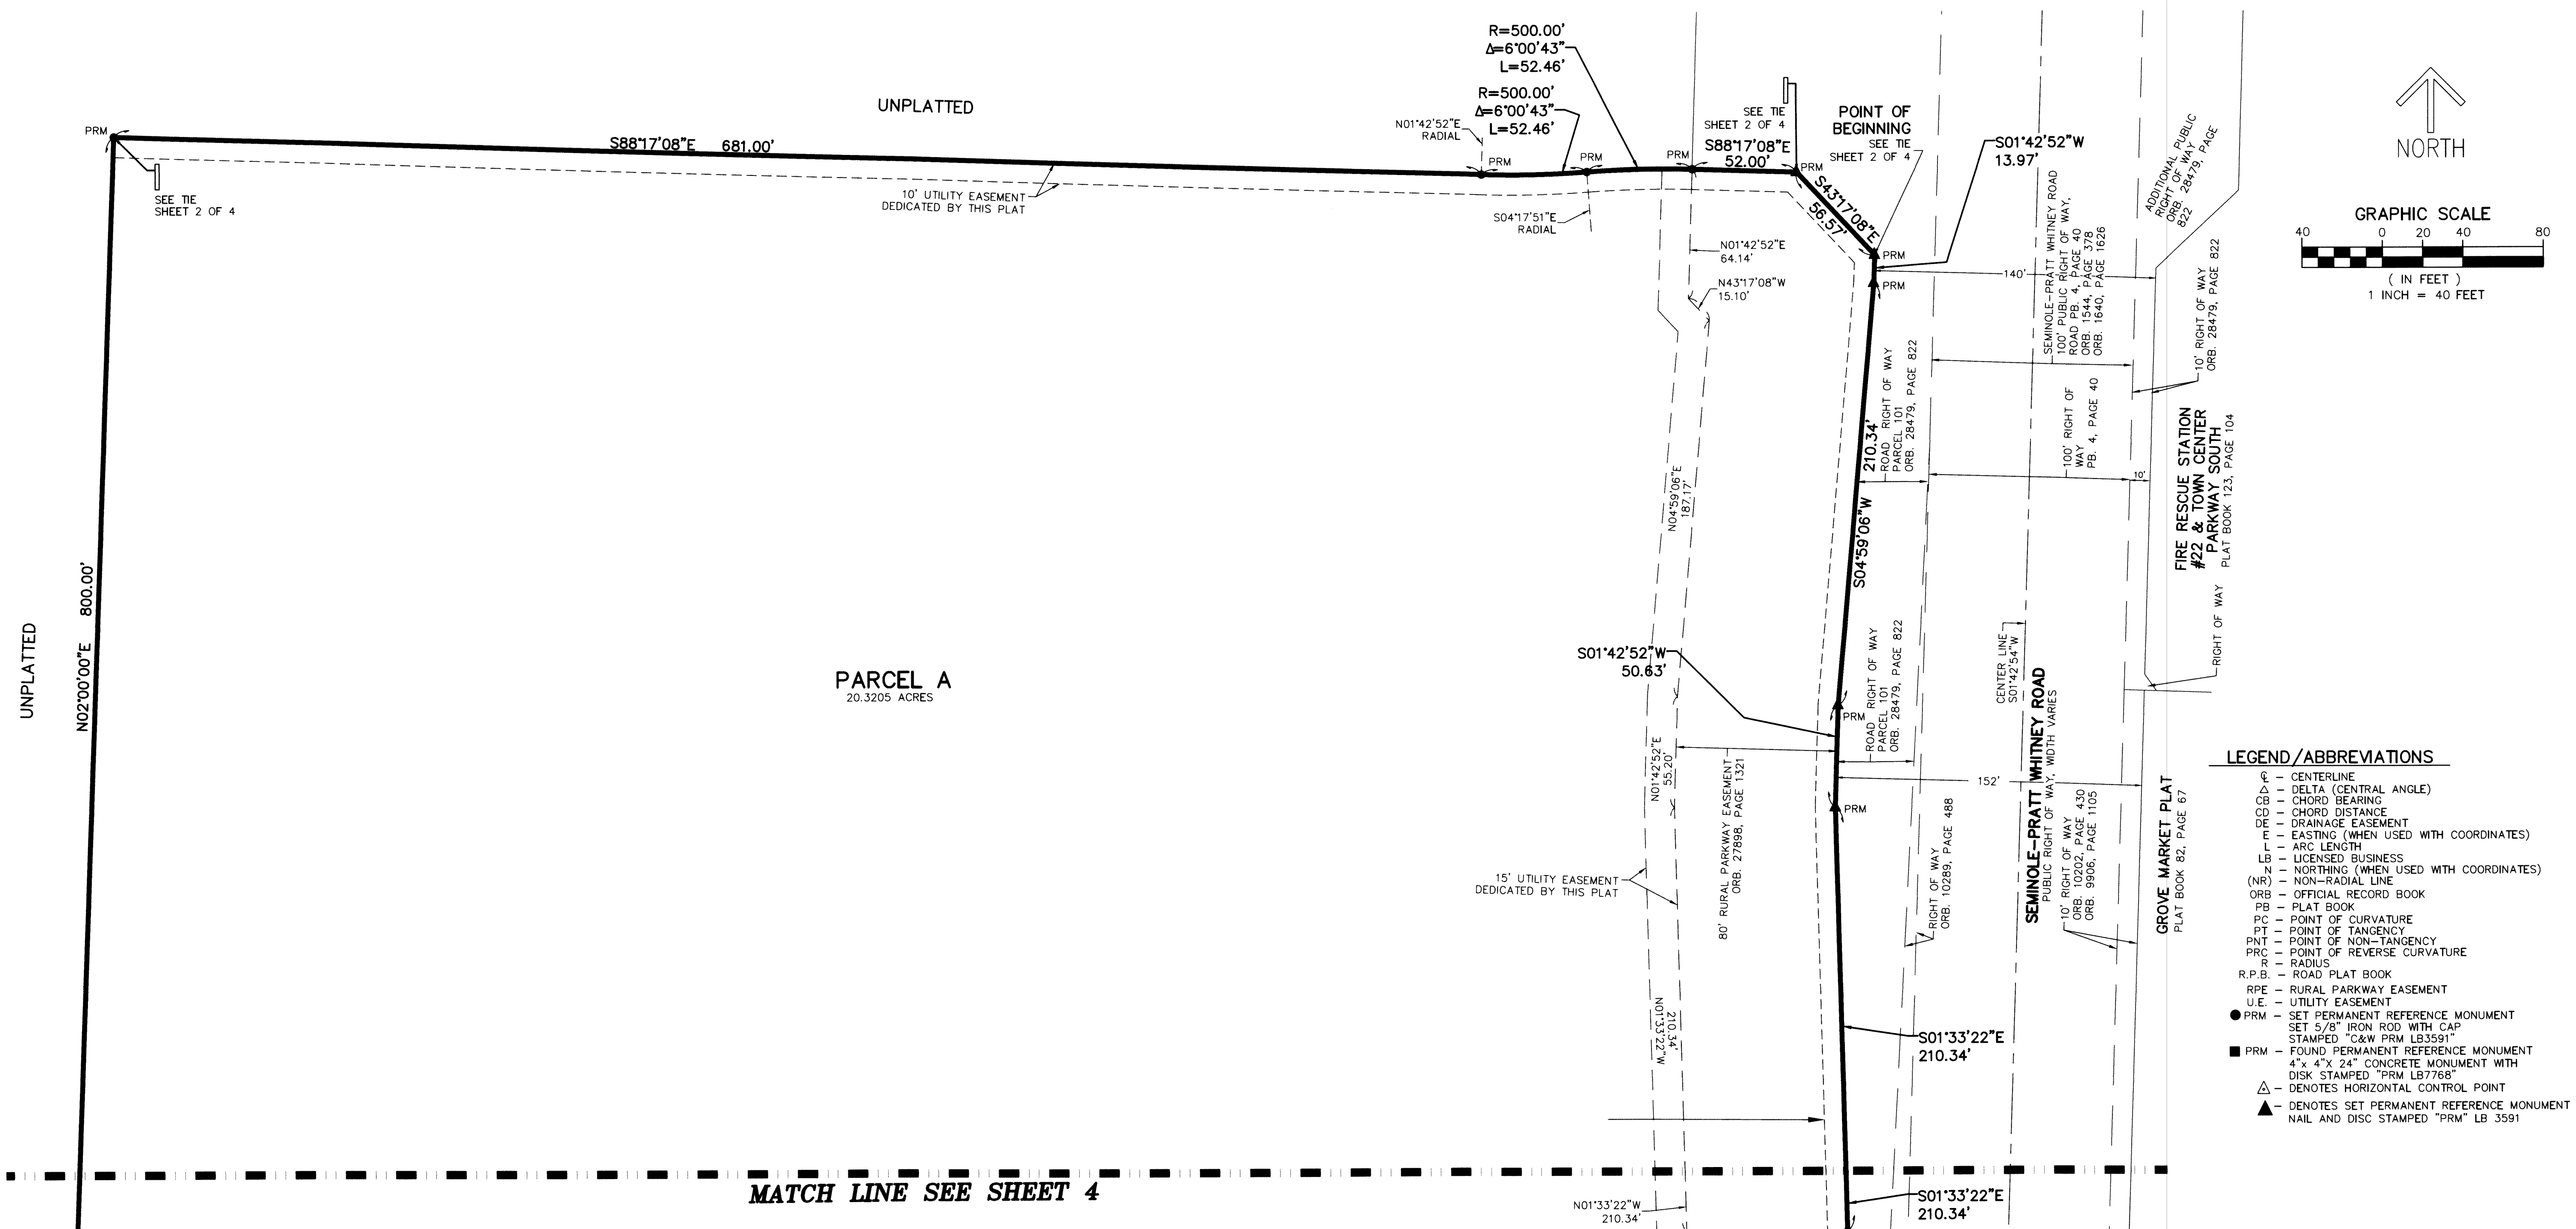 R=500.00'
Δ=6°00'43"
L=52.46'
R=500.00'
Δ=6°00'43"
L=52.46'
UNPLATTED
PRM
S88°17'08"E 681.00'
SEE TIE
SHEET 2 OF 4
10' UTILITY EASEMENT
DEDICATED BY THIS PLAT
N01°42'52"E
RADIAL
PRM
PRM
PRM
S04°17'51"E
RADIAL
SEE TIE
SHEET 2 OF 4
S88°17'08"E
52.00'
PRM
POINT OF
BEGINNING
SEE TIE
SHEET 2 OF 4
S01°42'52"W
13.97'
S43°17'08"E
56.57'
PRM
PRM
N01°42'52"E
64.14'
N43°17'08"W
15.10'
140'
SEMINOLE-PRATT WHITNEY ROAD
100' PUBLIC RIGHT OF WAY,
ROAD PB. 4, PAGE 40
ORB. 1544, PAGE 378
ORB. 1640, PAGE 1626
ADDITIONAL PUBLIC
RIGHT OF WAY
ORB. 28479, PAGE
822
10' RIGHT OF WAY
ORB. 28479, PAGE 822
NORTH
GRAPHIC SCALE
40 0 20 40 80
( IN FEET )
1 INCH = 40 FEET
S04°59'06"W
210.34'
ROAD RIGHT OF WAY
PARCEL 101
ORB. 28479, PAGE 822
100' RIGHT OF
WAY
PB. 4, PAGE 40
10'
FIRE RESCUE STATION
#22 & TOWN CENTER
PARKWAY SOUTH
PLAT BOOK 123, PAGE 104
N04°59'06"E
187.17'
UNPLATTED
N02°00'00"E 800.00'
PARCEL A
20.3205 ACRES
S01°42'52"W
50.63'
PRM
PRM
ROAD RIGHT OF WAY
PARCEL 101
ORB. 28479, PAGE 822
CENTER LINE
S01°42'54"W
RIGHT OF WAY
SEMINOLE-PRATT WHITNEY ROAD
PUBLIC RIGHT OF WAY, WIDTH VARIES
152'
N01°42'52"E
55.20'
80' RURAL PARKWAY EASEMENT
ORB. 27898, PAGE 1321
15' UTILITY EASEMENT
DEDICATED BY THIS PLAT
RIGHT OF WAY
ORB. 10289, PAGE 488
10' RIGHT OF WAY
ORB. 10202, PAGE 430
ORB. 9906, PAGE 1105
GROVE MARKET PLAT
PLAT BOOK 82, PAGE 67
210.34'
N01°33'22"W
S01°33'22"E
210.34'
LEGEND/ABBREVIATIONS
℄ – CENTERLINE
Δ – DELTA (CENTRAL ANGLE)
CB – CHORD BEARING
CD – CHORD DISTANCE
DE – DRAINAGE EASEMENT
E – EASTING (WHEN USED WITH COORDINATES)
L – ARC LENGTH
LB – LICENSED BUSINESS
N – NORTHING (WHEN USED WITH COORDINATES)
(NR) – NON-RADIAL LINE
ORB – OFFICIAL RECORD BOOK
PB – PLAT BOOK
PC – POINT OF CURVATURE
PT – POINT OF TANGENCY
PNT – POINT OF NON-TANGENCY
PRC – POINT OF REVERSE CURVATURE
R – RADIUS
R.P.B. – ROAD PLAT BOOK
RPE – RURAL PARKWAY EASEMENT
U.E. – UTILITY EASEMENT
PRM – SET PERMANENT REFERENCE MONUMENT
SET 5/8" IRON ROD WITH CAP
STAMPED "C&W PRM LB3591"
PRM – FOUND PERMANENT REFERENCE MONUMENT
4"x 4"X 24" CONCRETE MONUMENT WITH
DISK STAMPED "PRM LB7768"
– DENOTES HORIZONTAL CONTROL POINT
– DENOTES SET PERMANENT REFERENCE MONUMENT
NAIL AND DISC STAMPED "PRM" LB 3591
MATCH LINE SEE SHEET 4
N01°33'22"W
210.34'
S01°33'22"E
210.34'